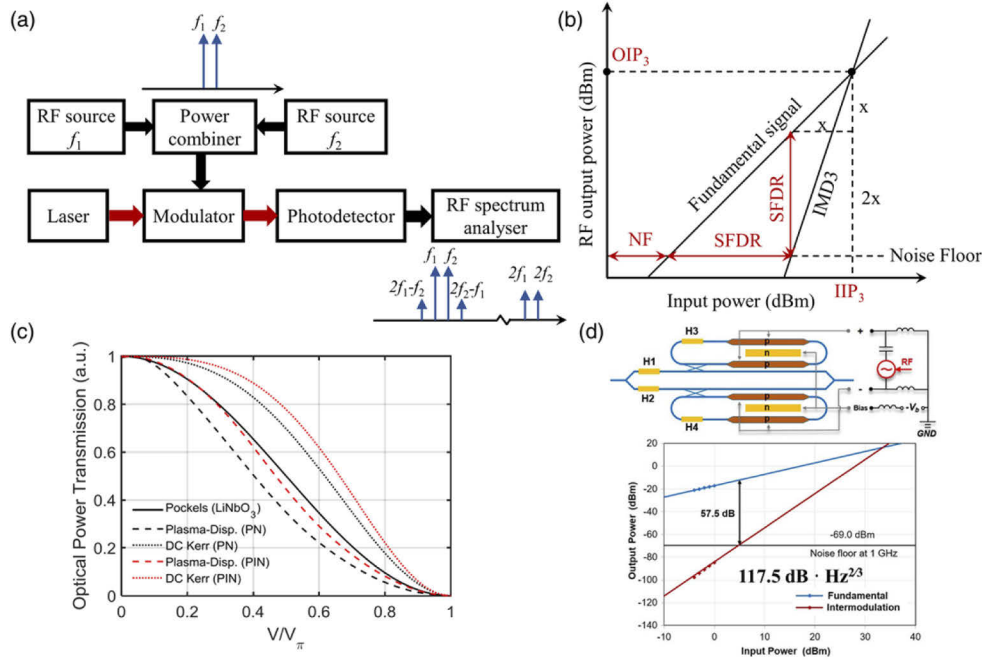 (a)
f1 f2
RF source
f1
Power
combiner
RF source
f2
Laser
Modulator
Photodetector
RF spectrum
analyser
f1 f2
2f1-f2
2f2-f1
2f1 2f2
(b)
RF output power (dBm)
OIP3
Fundamental signal
x
x
SFDR
IMD3
2x
NF
SFDR
Noise Floor
IIP3
Input power (dBm)
(c)
Optical Power Transmission (a.u.)
1
0.8
0.6
0.4
0.2
0
Pockels (LiNbO3)
Plasma-Disp. (PN)
DC Kerr (PN)
Plasma-Disp. (PIN)
DC Kerr (PIN)
0 0.2 0.4 0.6 0.8 1
V/Vπ
(d)
H3
p
n
p
H1
H2
p
n
p
H4
+
-
RF
Bias
-Vb
GND
Output Power (dBm)
20
0
-20
-40
-60
-80
-100
-120
-140
57.5 dB
-69.0 dBm
Noise floor at 1 GHz
117.5 dB · Hz2/3
Fundamental
Intermodulation
-10 0 10 20 30 40
Input Power (dBm)